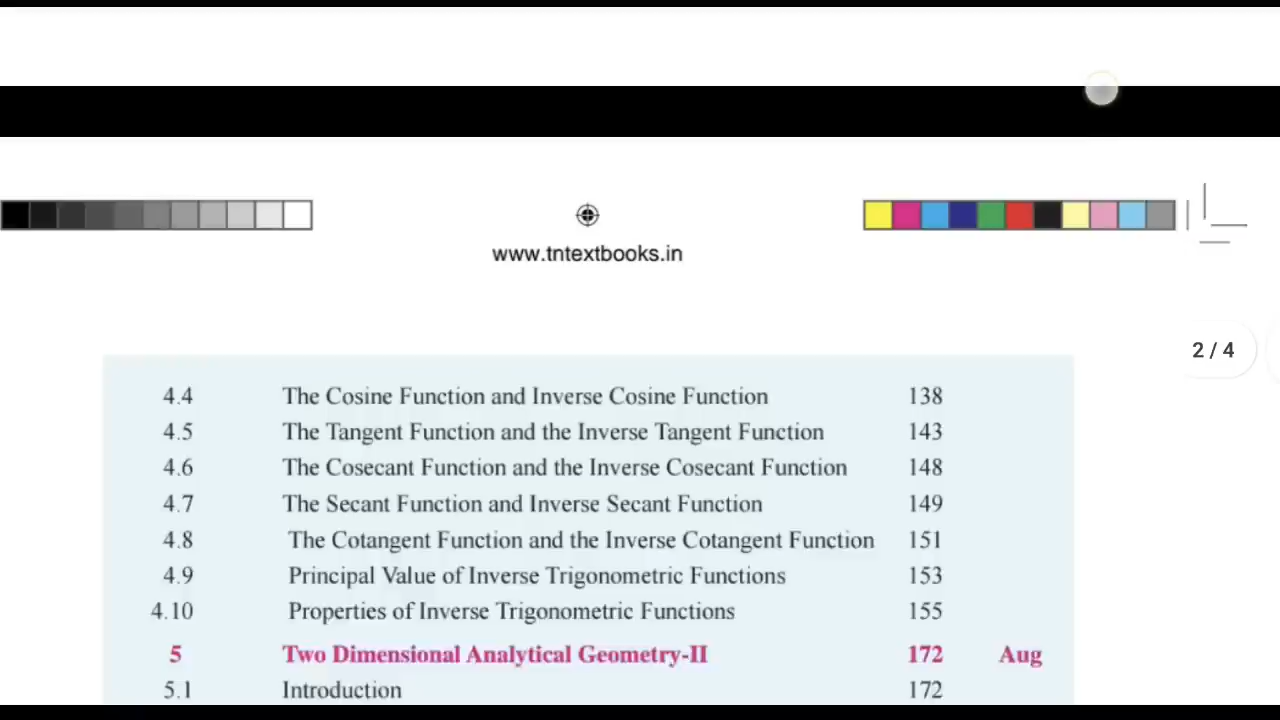 www.tntextbooks.in
2 / 4
4.4 The Cosine Function and Inverse Cosine Function 138
4.5 The Tangent Function and the Inverse Tangent Function 143
4.6 The Cosecant Function and the Inverse Cosecant Function 148
4.7 The Secant Function and Inverse Secant Function 149
4.8 The Cotangent Function and the Inverse Cotangent Function 151
4.9 Principal Value of Inverse Trigonometric Functions 153
4.10 Properties of Inverse Trigonometric Functions 155
5 Two Dimensional Analytical Geometry-II 172 Aug
5.1 Introduction 172